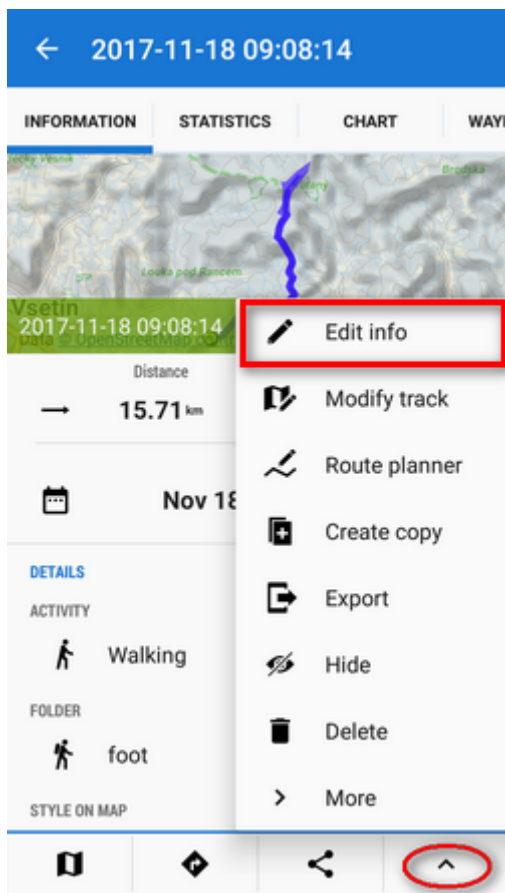 2017-11-18 09:08:14
INFORMATION STATISTICS CHART WAYP
Vsetín
2017-11-18 09:08:14
Edit info
Distance
15.71 km
Modify track
Route planner
Nov 18
Create copy
DETAILS
ACTIVITY
Export
Walking
Hide
FOLDER
foot
Delete
STYLE ON MAP
More